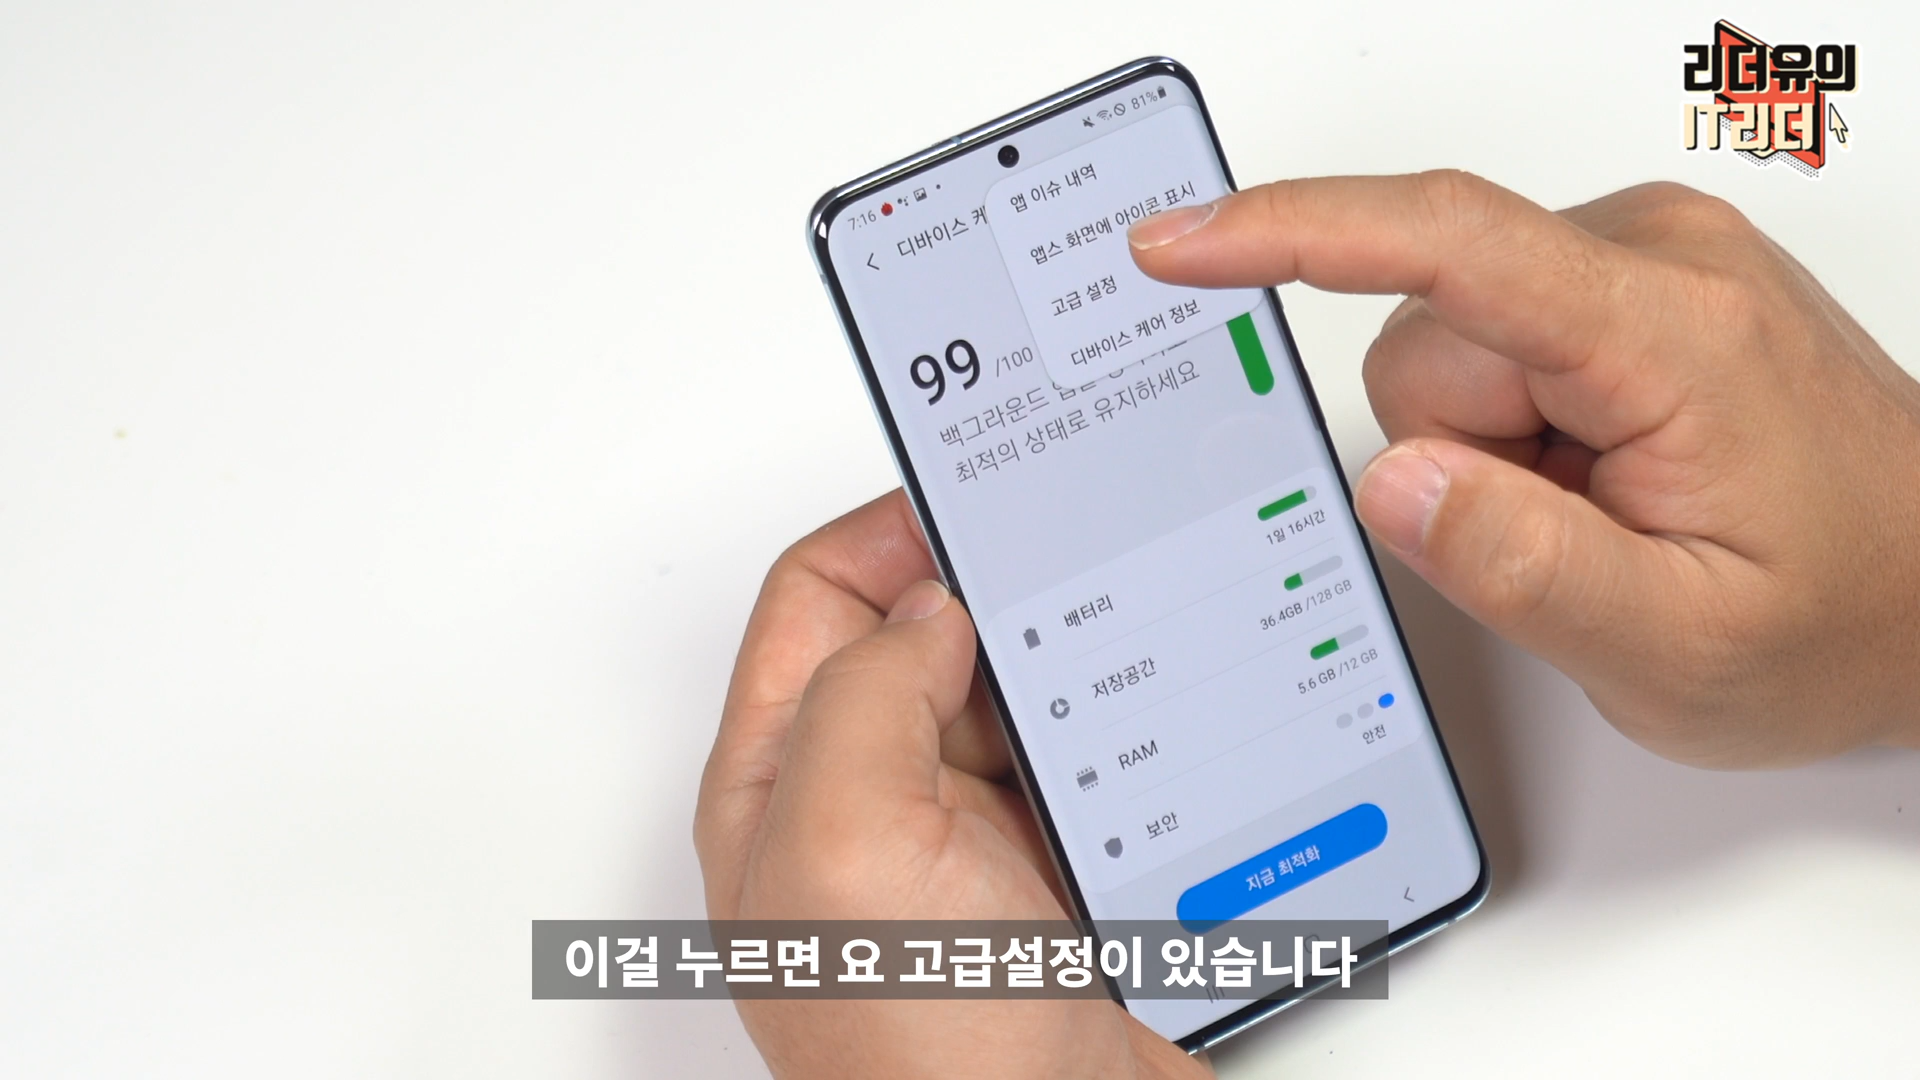 리더유의
IT리더
81%
7:16
디바이스 케
앱 이슈 내역
앱스 화면에 아이콘 표시
고급 설정
디바이스 케어 정보
99 /100
백그라운드 앱을
최적의 상태로 유지하세요
배터리
1일 16시간
저장공간
36.4GB /128 GB
RAM
5.6 GB /12 GB
보안
안전
지금 최적화
이걸 누르면 요 고급설정이 있습니다